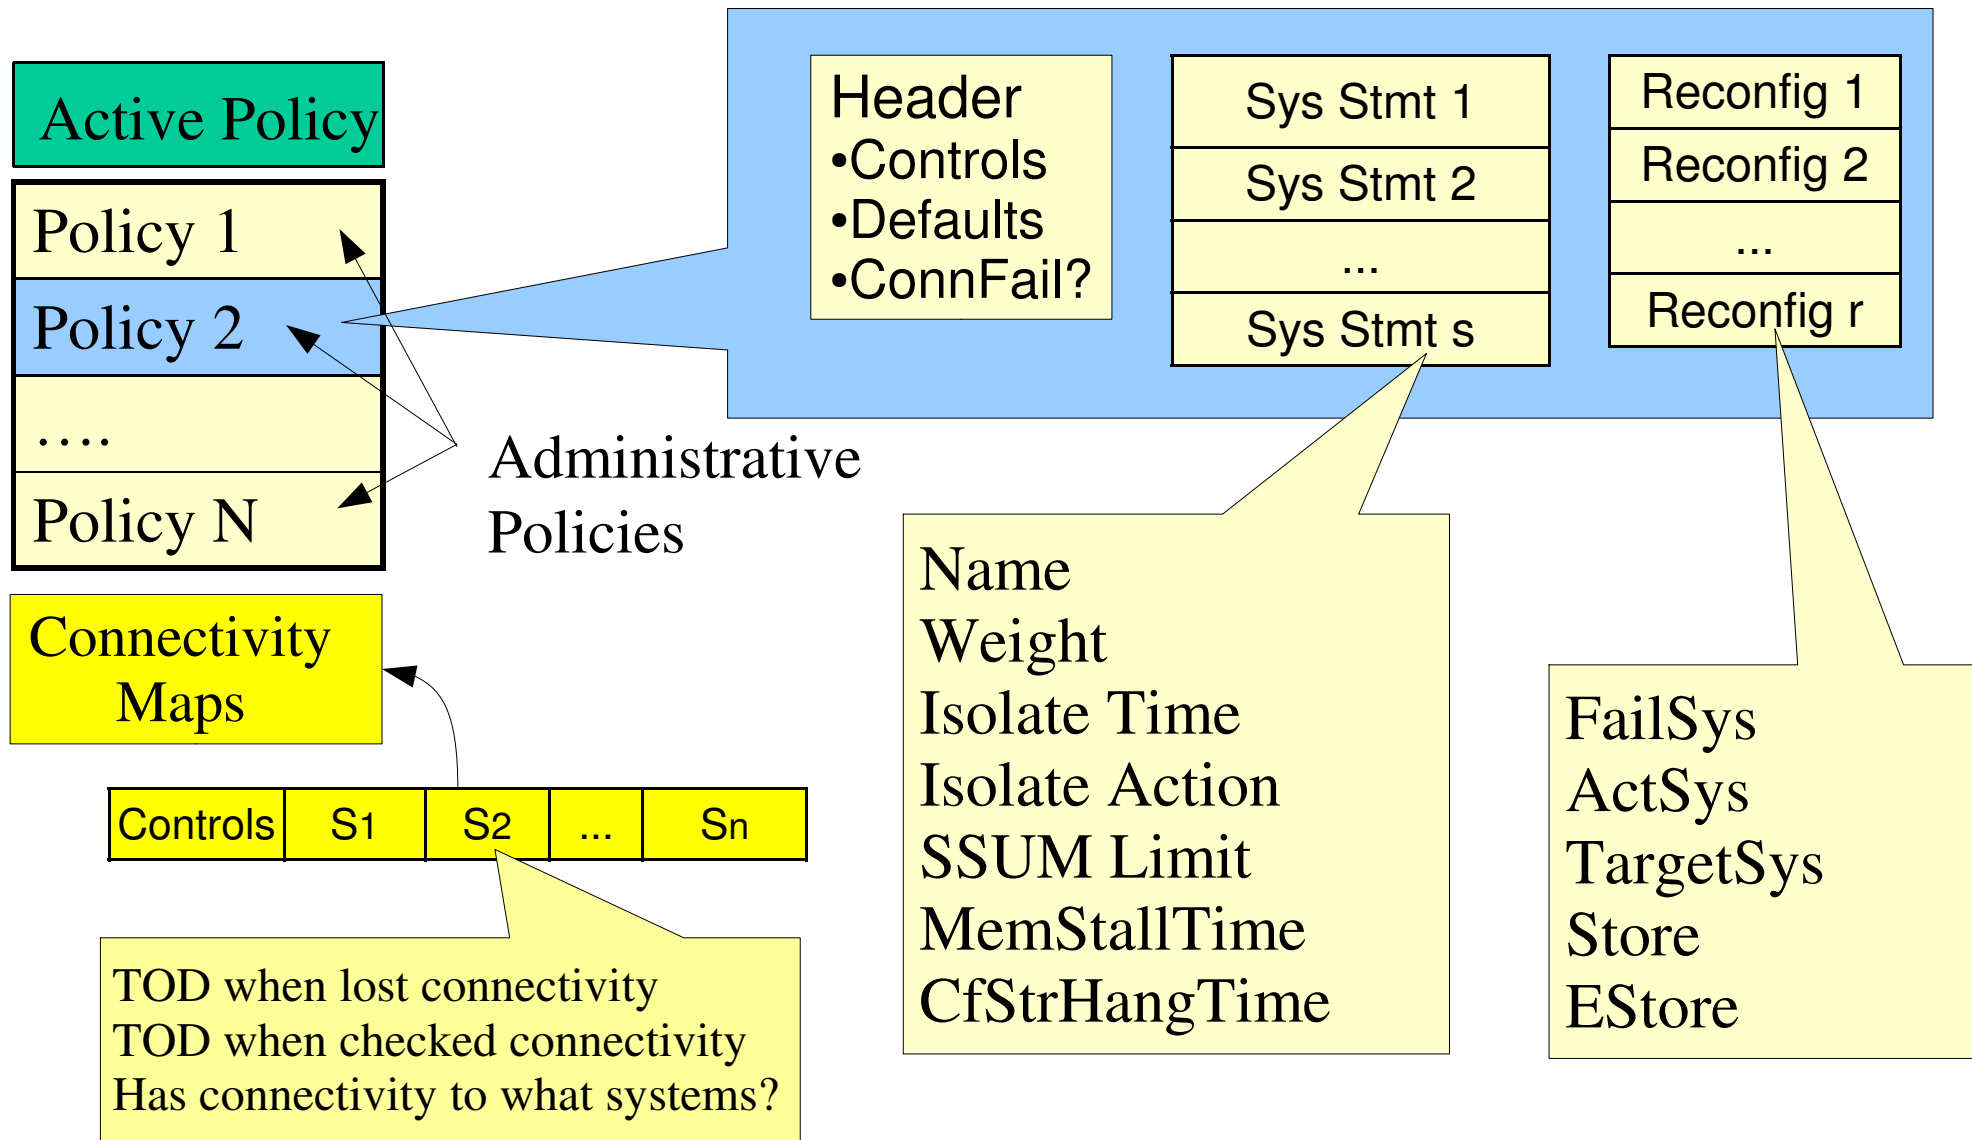 Active Policy
Policy 1
Policy 2
....
Policy N
Administrative
Policies
Header
•Controls
•Defaults
•ConnFail?
Sys Stmt 1
Sys Stmt 2
...
Sys Stmt s
Reconfig 1
Reconfig 2
...
Reconfig r
Name
Weight
Isolate Time
Isolate Action
SSUM Limit
MemStallTime
CfStrHangTime
FailSys
ActSys
TargetSys
Store
EStore
Connectivity
Maps
Controls S1 S2 ... Sn
TOD when lost connectivity
TOD when checked connectivity
Has connectivity to what systems?